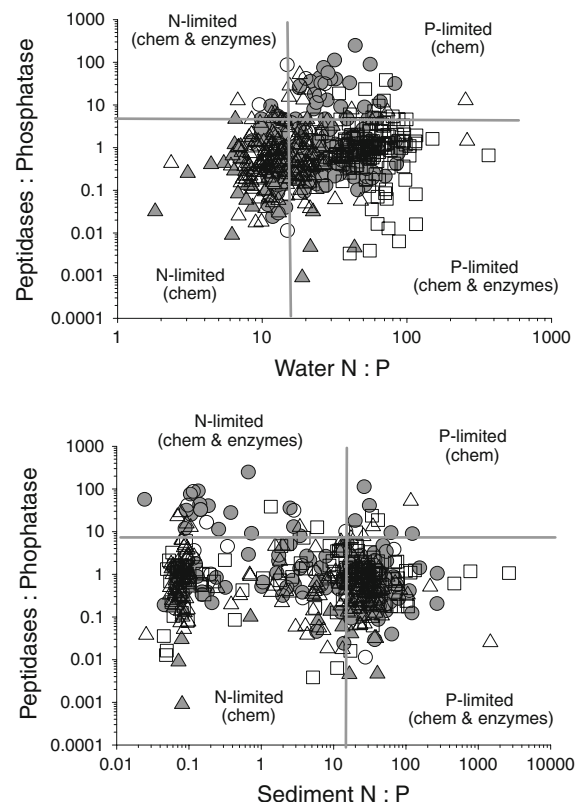 N-limited
(chem & enzymes)
P-limited
(chem)
1000
100
10
1
0.1
0.01
0.001
0.0001
Peptidases : Phosphatase
N-limited
(chem)
P-limited
(chem & enzymes)
1 10 100 1000
Water N : P
N-limited
(chem & enzymes)
P-limited
(chem)
1000
100
10
1
0.1
0.01
0.001
0.0001
Peptidases : Phophatase
N-limited
(chem)
P-limited
(chem & enzymes)
0.01 0.1 1 10 100 1000 10000
Sediment N : P